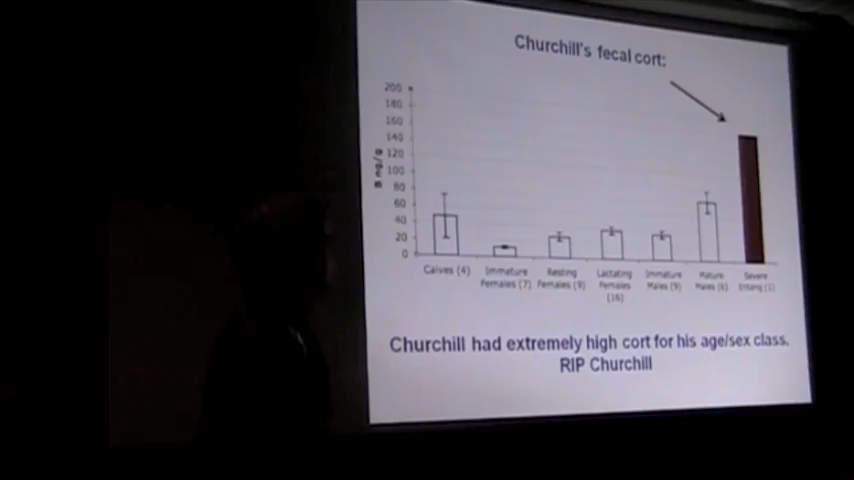 Churchill's fecal cort:
200
180
160
140
120
100
80
60
40
20
0
Calves (4)
Immature
Females (7)
Resting
Females (9)
Lactating
Females
(16)
Immature
Males (9)
Mature
Males (6)
Severe
Entang (1)
Churchill had extremely high cort for his age/sex class.
RIP Churchill